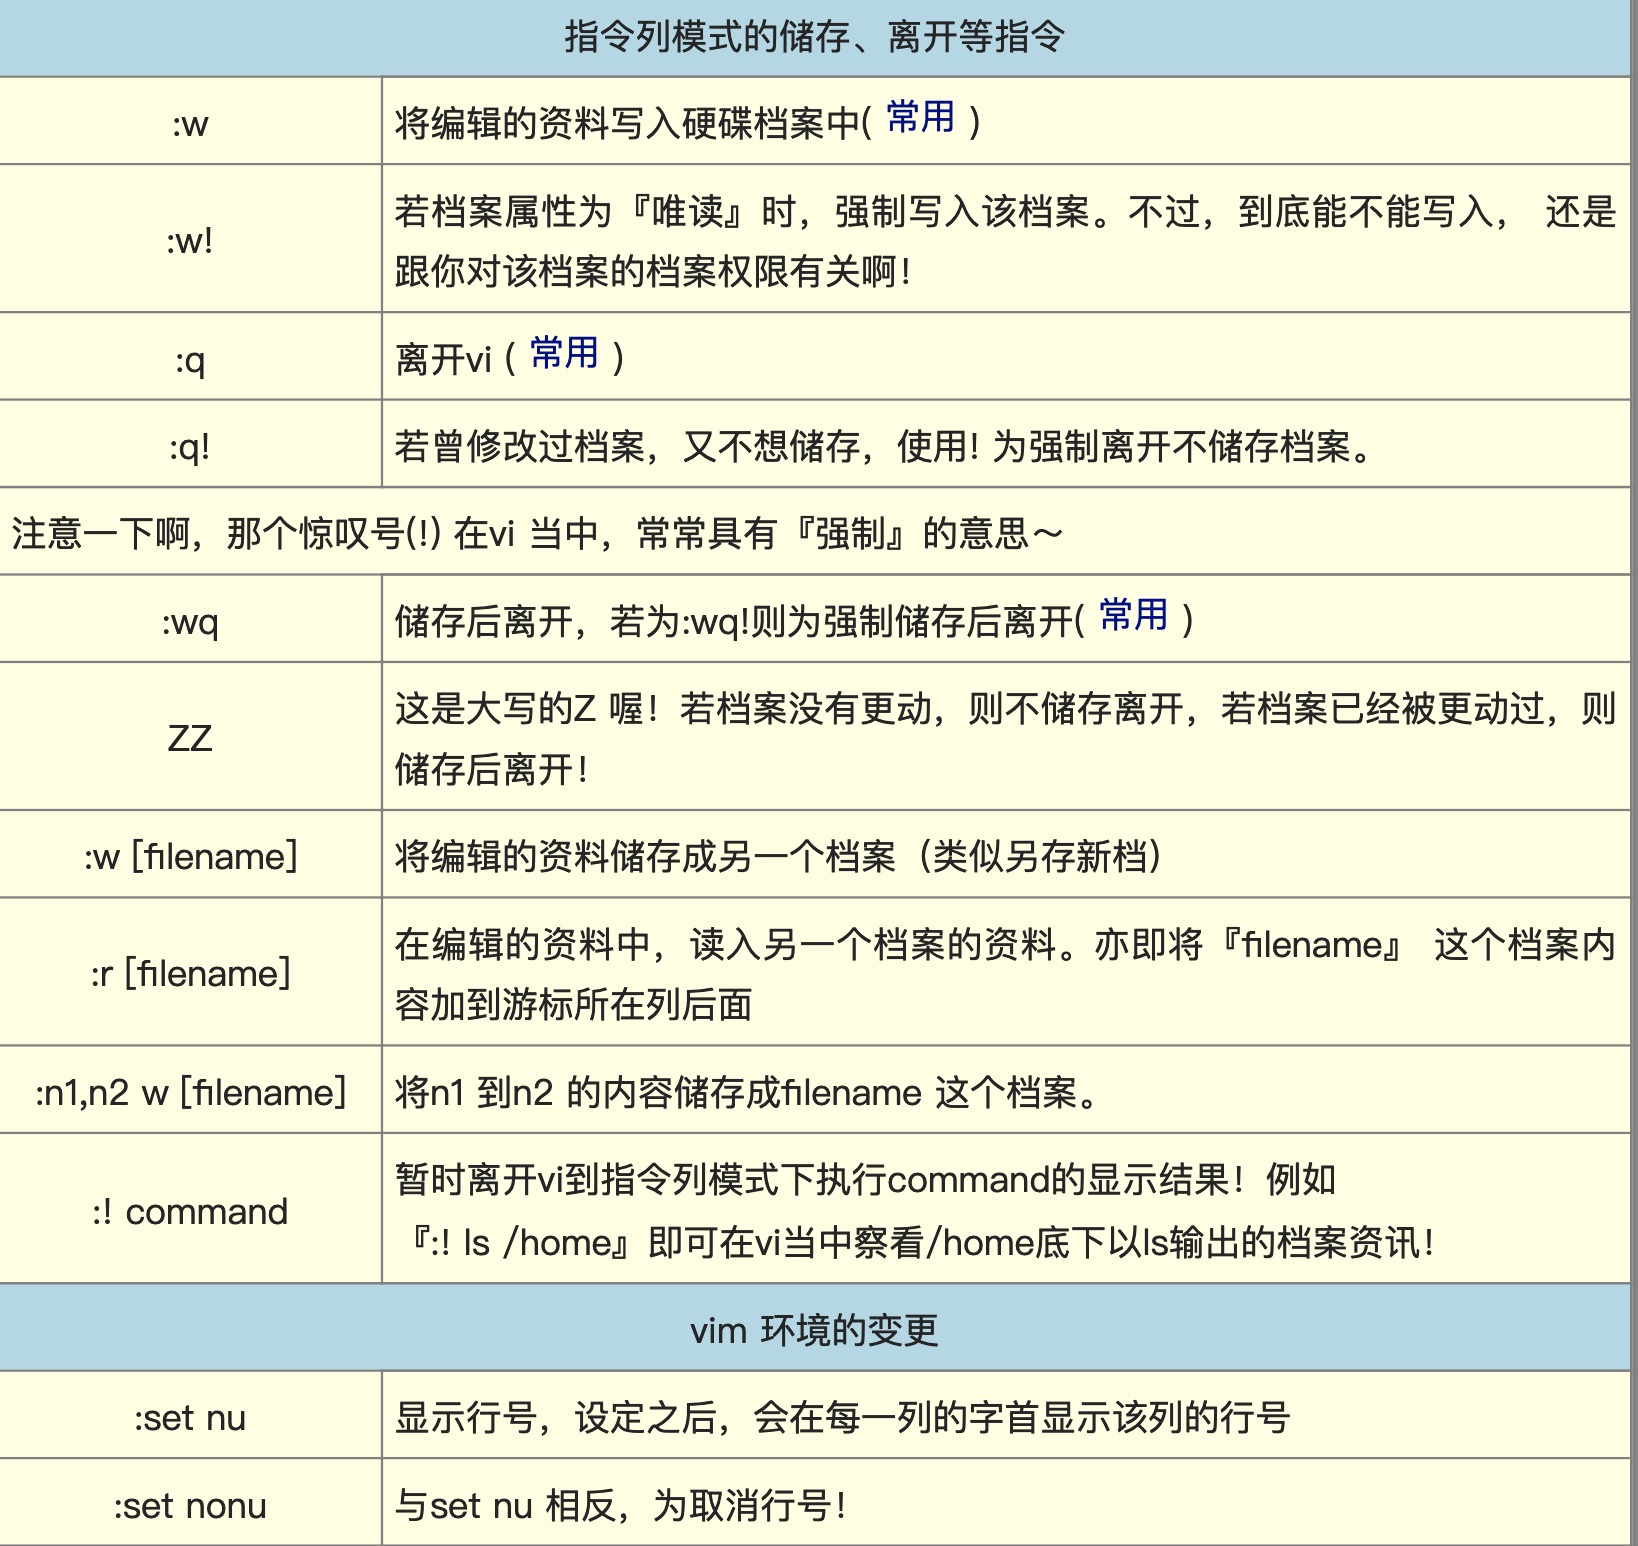 指令列模式的储存、离开等指令
:w
将编辑的资料写入硬碟档案中( 常用 )
:w!
若档案属性为『唯读』时，强制写入该档案。不过，到底能不能写入， 还是
跟你对该档案的档案权限有关啊！
:q
离开vi ( 常用 )
:q!
若曾修改过档案，又不想储存，使用! 为强制离开不储存档案。
注意一下啊，那个惊叹号(!) 在vi 当中，常常具有『强制』的意思～
:wq
储存后离开，若为:wq!则为强制储存后离开( 常用 )
ZZ
这是大写的Z 喔！若档案没有更动，则不储存离开，若档案已经被更动过，则
储存后离开！
:w [filename]
将编辑的资料储存成另一个档案（类似另存新档）
:r [filename]
在编辑的资料中，读入另一个档案的资料。亦即将『filename』 这个档案内
容加到游标所在列后面
:n1,n2 w [filename]
将n1 到n2 的内容储存成filename 这个档案。
:! command
暂时离开vi到指令列模式下执行command的显示结果！例如
『:! ls /home』即可在vi当中察看/home底下以ls输出的档案资讯！
vim 环境的变更
:set nu
显示行号，设定之后，会在每一列的字首显示该列的行号
:set nonu
与set nu 相反，为取消行号！